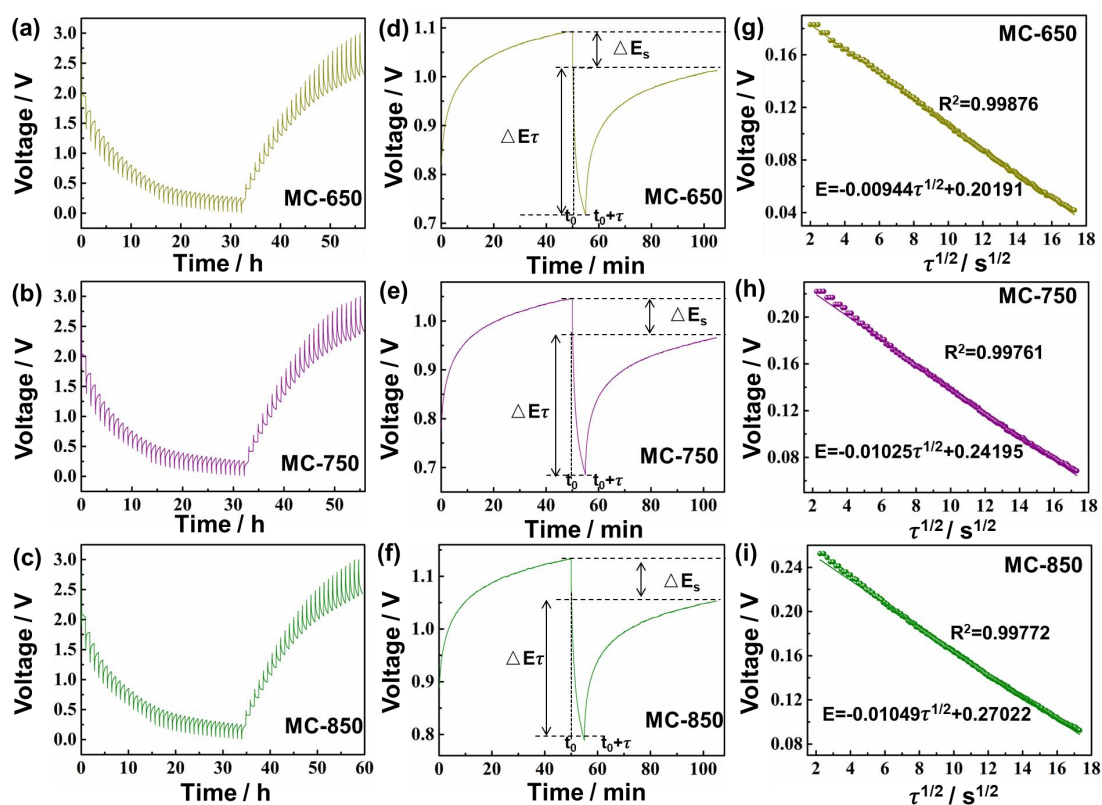 (a)
3.0
2.5
2.0
1.5
1.0
0.5
0.0
Voltage / V
MC-650
0 10 20 30 40 50
Time / h
(d)
1.1
1.0
0.7
Voltage / V
△Es
△Eτ
MC-650
t0 t0+τ
0 20 40 60 80 100
Time / min
(g)
0.16
0.12
0.08
0.04
Voltage / V
MC-650
R²=0.99876
E=-0.00944τ1/2+0.20191
2 4 6 8 10 12 14 16 18
τ1/2/ s1/2
(b)
3.0
2.5
2.0
1.5
1.0
0.5
0.0
Voltage / V
MC-750
0 10 20 30 40 50
Time / h
(e)
1.0
0.9
0.8
0.7
Voltage / V
△Es
△Eτ
MC-750
t0 t0+τ
0 20 40 60 80 100
Time / min
(h)
0.20
0.16
0.12
0.08
Voltage / V
MC-750
R²=0.99761
E=-0.01025τ1/2+0.24195
2 4 6 8 10 12 14 16 18
τ1/2/ s1/2
(c)
3.0
2.5
2.0
1.5
1.0
0.5
0.0
Voltage / V
MC-850
0 10 20 30 40 50 60
Time / h
(f)
1.1
1.0
0.9
0.8
Voltage / V
△Es
△Eτ
MC-850
t0 t0+τ
0 20 40 60 80 100
Time / min
(i)
0.24
0.20
0.16
0.12
0.08
Voltage / V
MC-850
R²=0.99772
E=-0.01049τ1/2+0.27022
2 4 6 8 10 12 14 16 18
τ1/2/ s1/2